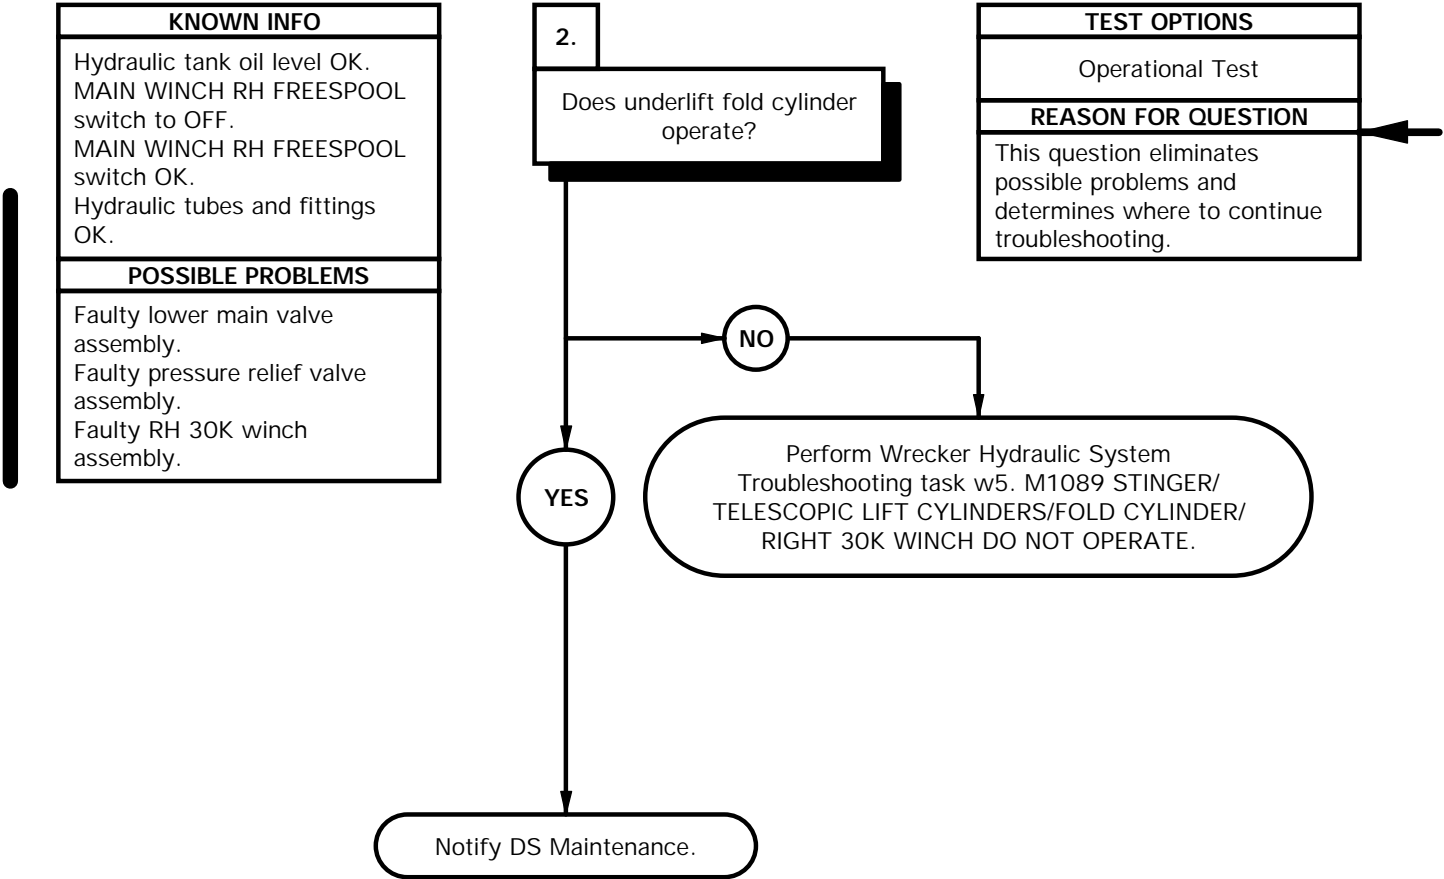 KNOWN INFO
Hydraulic tank oil level OK.
MAIN WINCH RH FREESPOOL
switch to OFF.
MAIN WINCH RH FREESPOOL
switch OK.
Hydraulic tubes and fittings
OK.
POSSIBLE PROBLEMS
Faulty lower main valve
assembly.
Faulty pressure relief valve
assembly.
Faulty RH 30K winch
assembly.
2.
Does underlift fold cylinder
operate?
TEST OPTIONS
Operational Test
REASON FOR QUESTION
This question eliminates
possible problems and
determines where to continue
troubleshooting.
NO
Perform Wrecker Hydraulic System
Troubleshooting task w5. M1089 STINGER/
TELESCOPIC LIFT CYLINDERS/FOLD CYLINDER/
RIGHT 30K WINCH DO NOT OPERATE.
YES
Notify DS Maintenance.